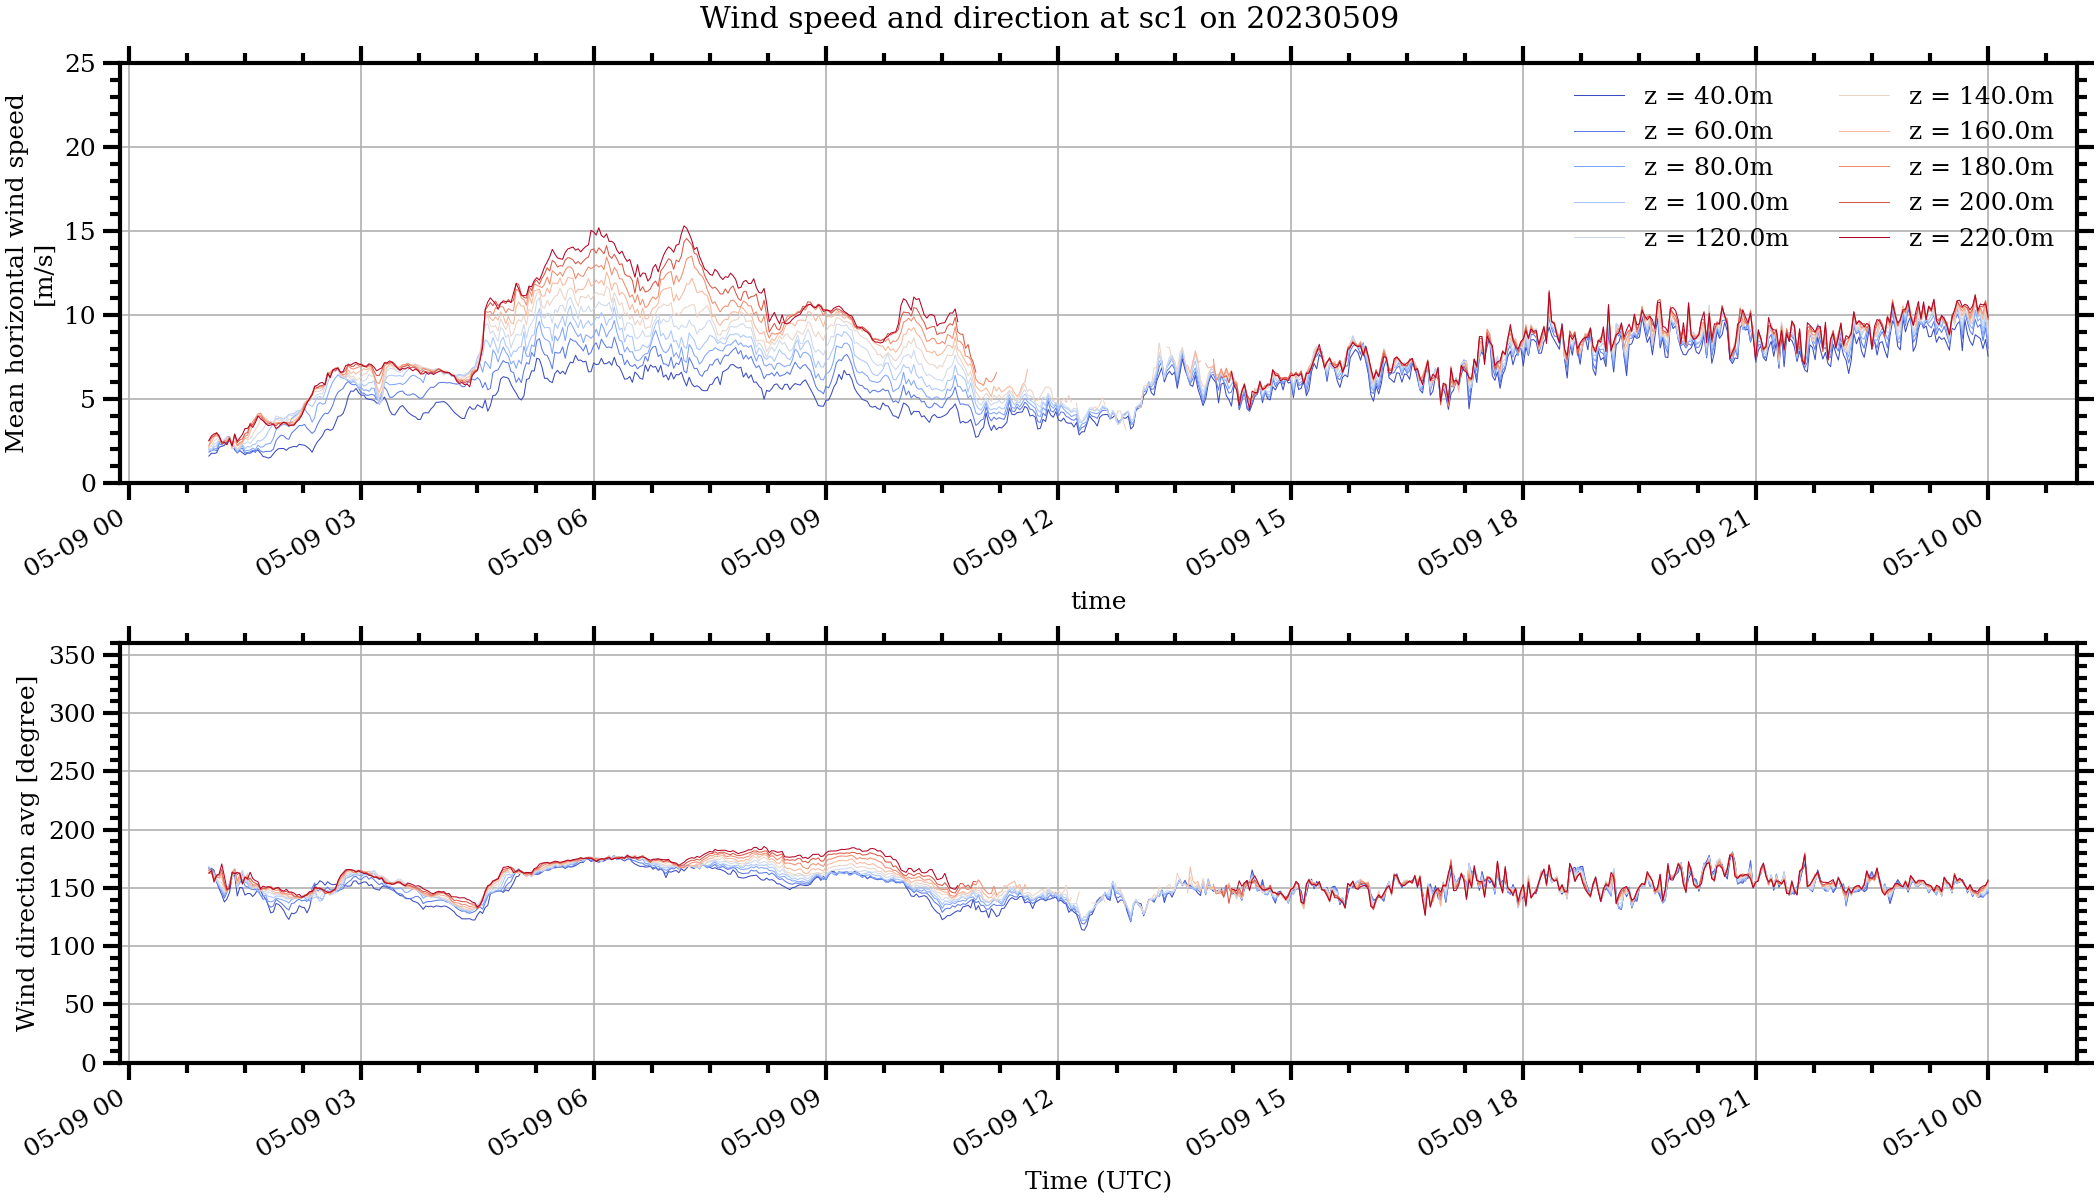 Wind speed and direction at sc1 on 20230509
Mean horizontal wind speed
[m/s]
25
20
15
10
5
0
z = 40.0m
z = 60.0m
z = 80.0m
z = 100.0m
z = 120.0m
z = 140.0m
z = 160.0m
z = 180.0m
z = 200.0m
z = 220.0m
05-09 00
05-09 03
05-09 06
05-09 09
05-09 12
05-09 15
05-09 18
05-09 21
05-10 00
time
Wind direction avg [degree]
350
300
250
200
150
100
50
0
05-09 00
05-09 03
05-09 06
05-09 09
05-09 12
05-09 15
05-09 18
05-09 21
05-10 00
Time (UTC)